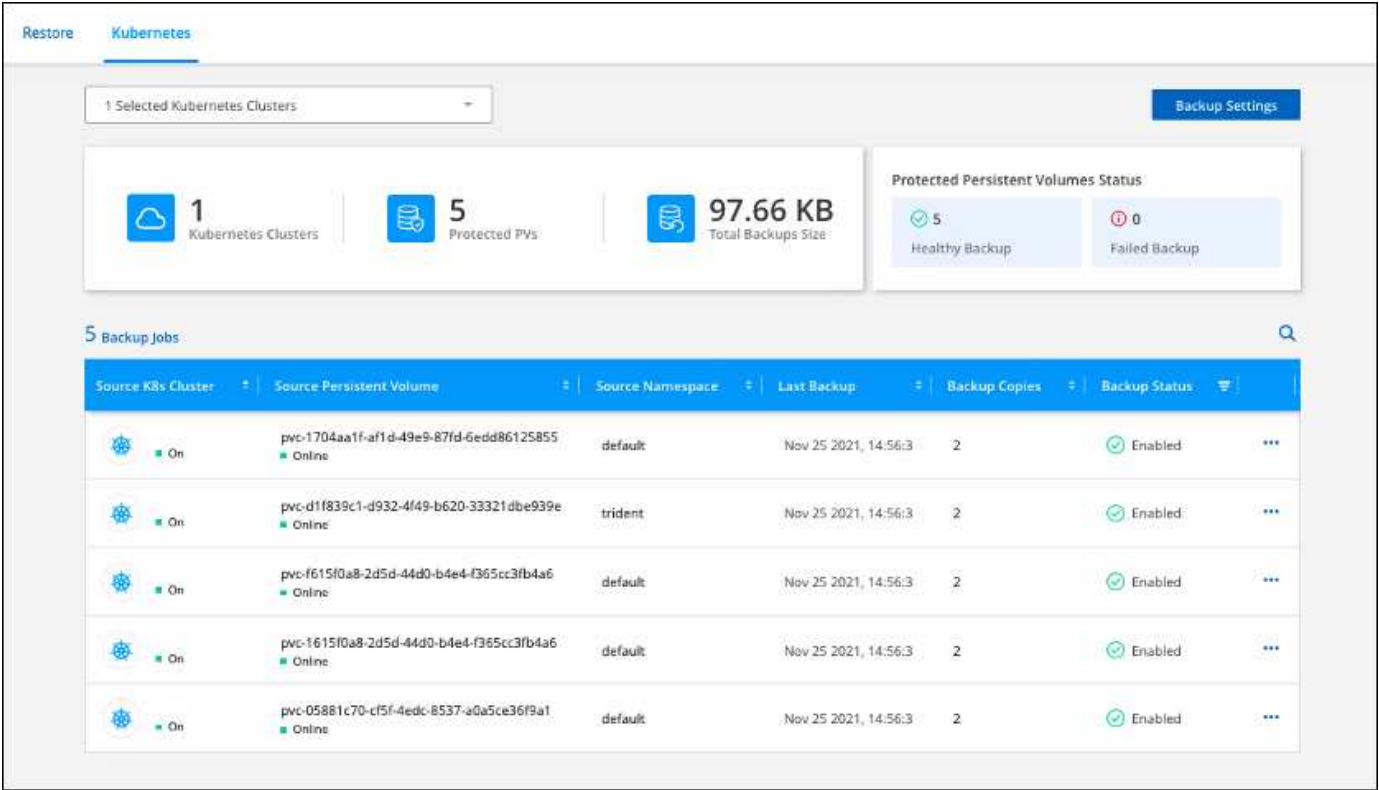 Restore Kubernetes
1 Selected Kubernetes Clusters
Backup Settings
1
Kubernetes Clusters
5
Protected PVs
97.66 KB
Total Backups Size
Protected Persistent Volumes Status
5
Healthy Backup
0
Failed Backup
5 Backup Jobs
Source K8s Cluster Source Persistent Volume Source Namespace Last Backup Backup Copies Backup Status
On pvc-1704aa1f-af1d-49e9-87fd-6edd86125855 default Nov 25 2021, 14:56:3 2 Enabled
Online
On pvc-d1f839c1-d932-4f49-b620-33321dbe939e trident Nov 25 2021, 14:56:3 2 Enabled
Online
On pvc-f615f0a8-2d5d-44d0-b4e4-f365cc3fb4a6 default Nov 25 2021, 14:56:3 2 Enabled
Online
On pvc-1615f0a8-2d5d-44d0-b4e4-f365cc3fb4a6 default Nov 25 2021, 14:56:3 2 Enabled
Online
On pvc-05881c70-cf5f-4edc-8537-a0a5ce36f9a1 default Nov 25 2021, 14:56:3 2 Enabled
Online